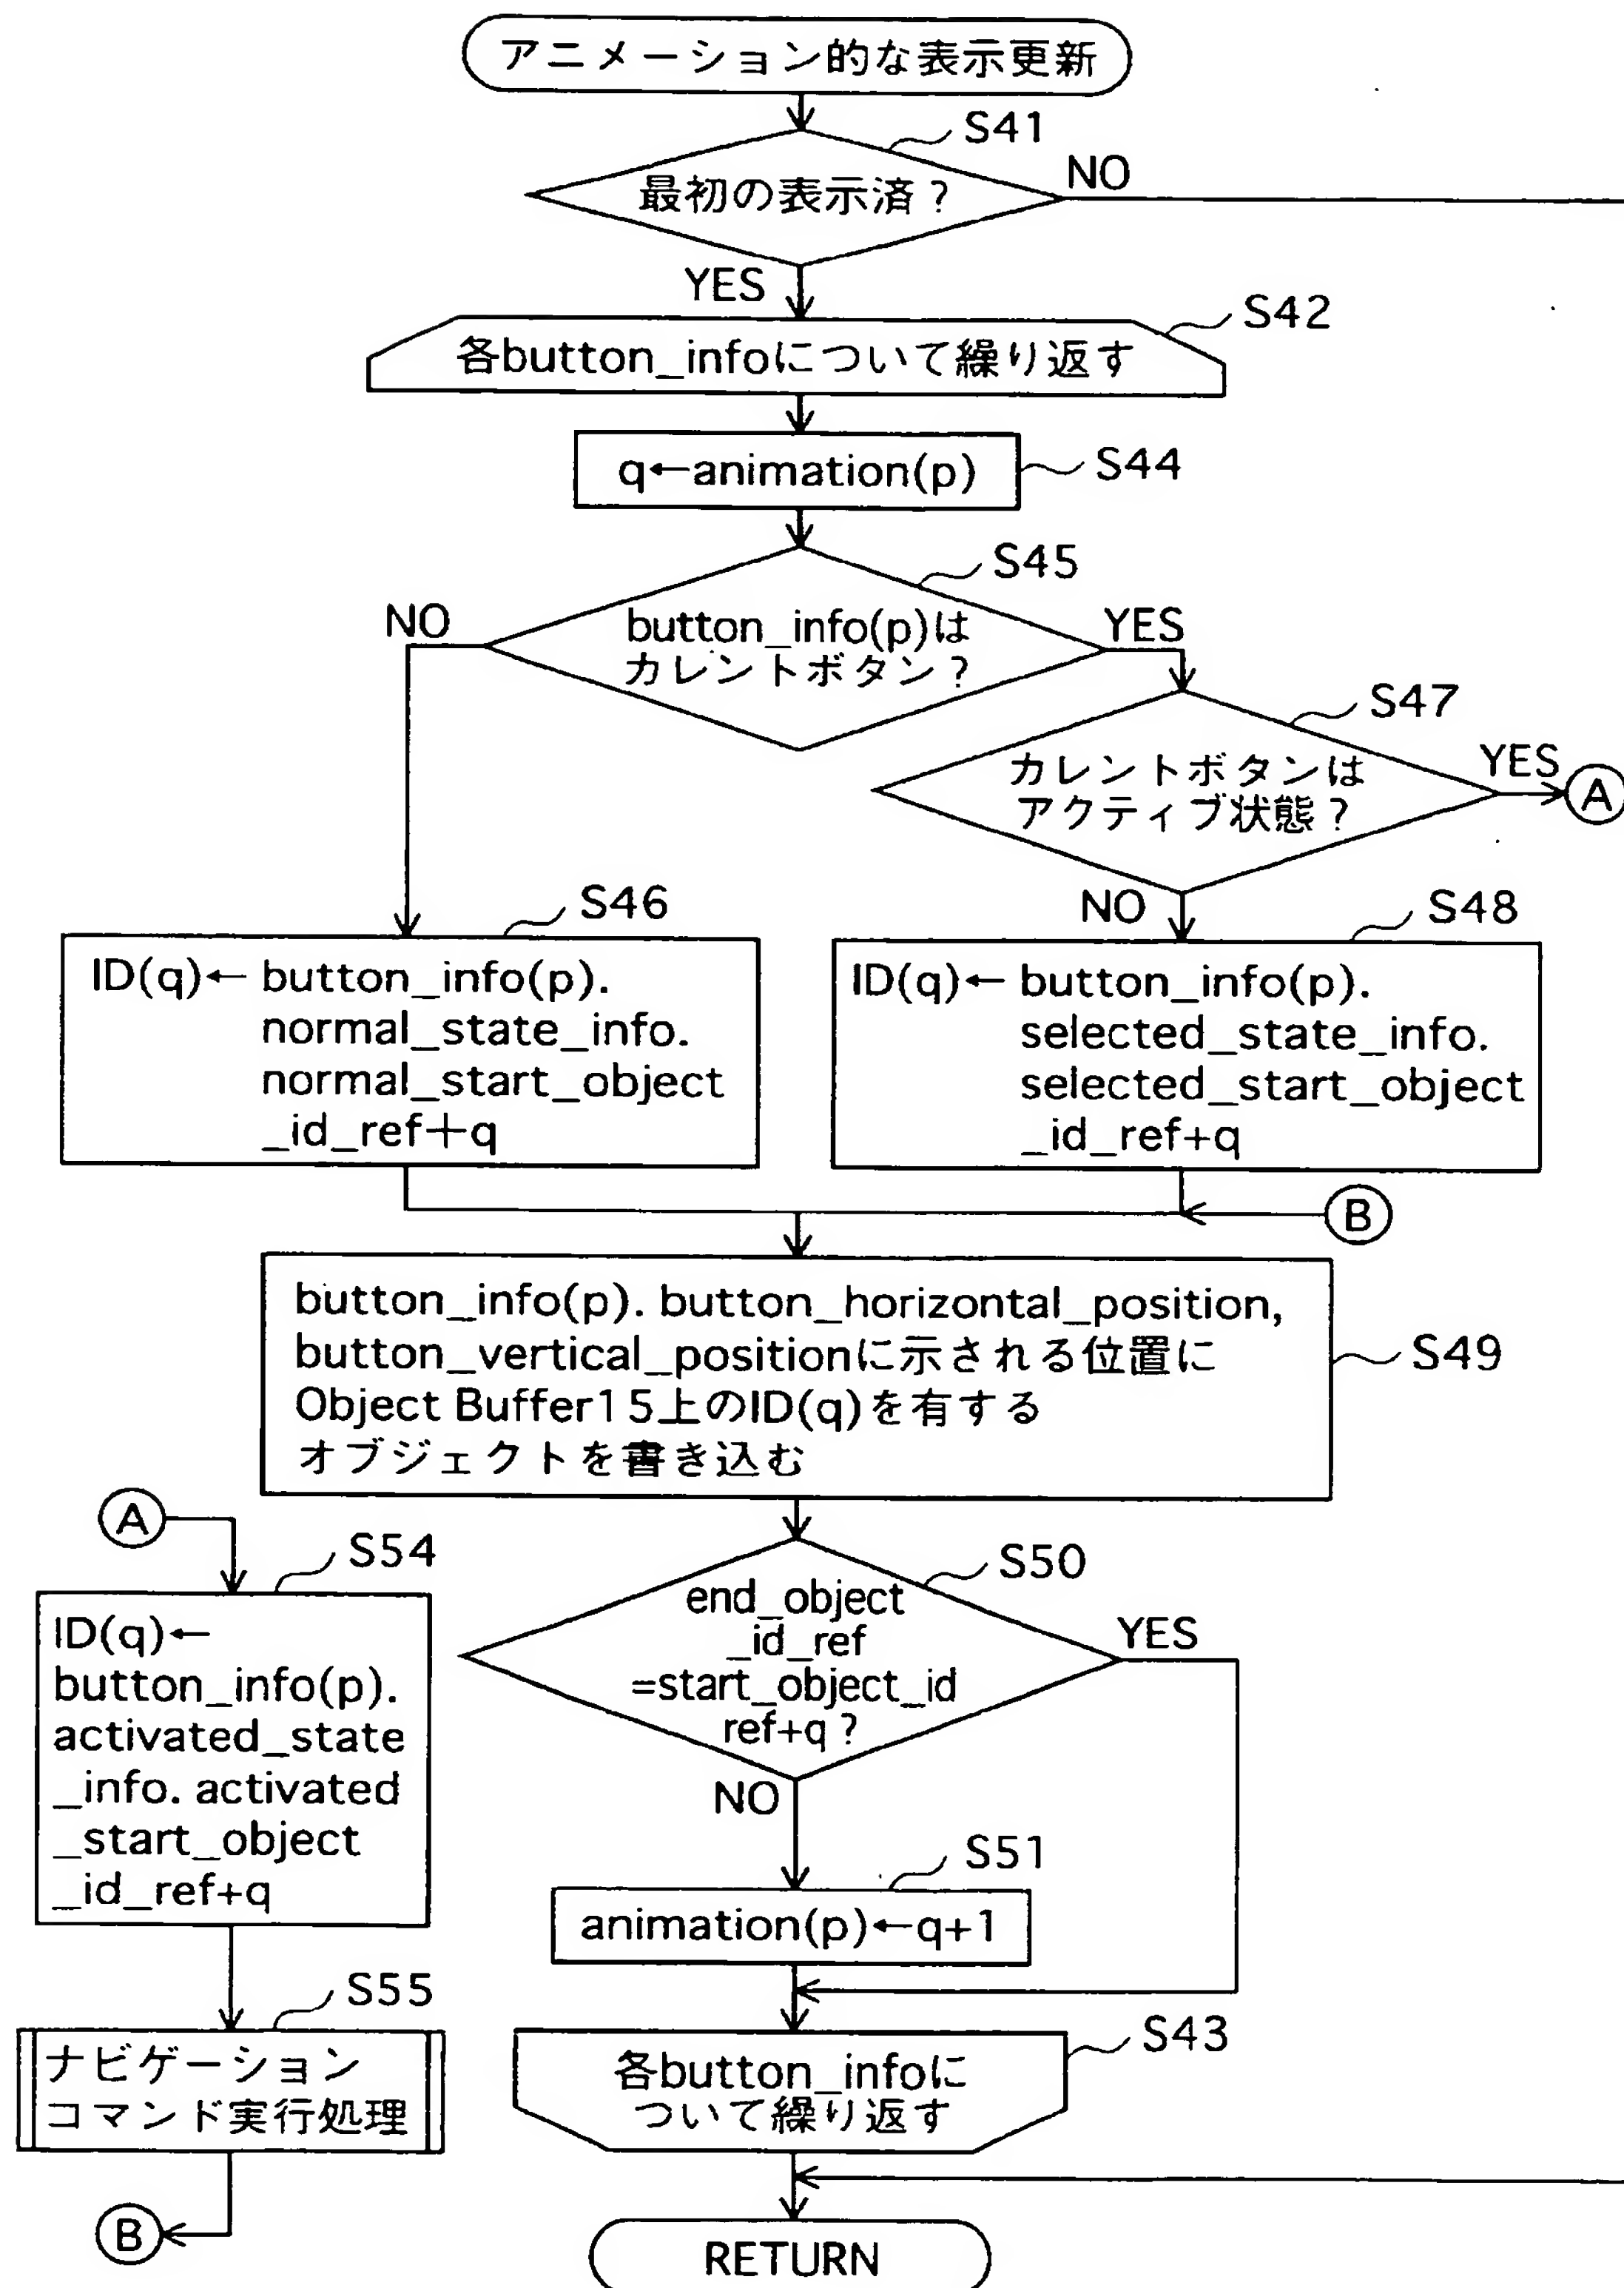 アニメーション的な表示更新
S41
最初の表示済?
NO
YES
S42
各button_infoについて繰り返す
q←animation(p)
S44
S45
NO
button_info(p)は
カレントボタン?
YES
S47
カレントボタンは
アクティブ状態?
YES
A
NO
S46
ID(q)← button_info(p).
normal_state_info.
normal_start_object
_id_ref+q
S48
ID(q)← button_info(p).
selected_state_info.
selected_start_object
_id_ref+q
B
button_info(p). button_horizontal_position,
button_vertical_positionに示される位置に
Object Buffer15上のID(q)を有する
オブジェクトを書き込む
S49
A
S54
ID(q)←
button_info(p).
activated_state
_info. activated
_start_object
_id_ref+q
S50
end_object
_id_ref
=start_object_id
ref+q?
YES
NO
S51
animation(p)←q+1
S55
ナビゲーション
コマンド実行処理
S43
各button_infoに
ついて繰り返す
B
RETURN